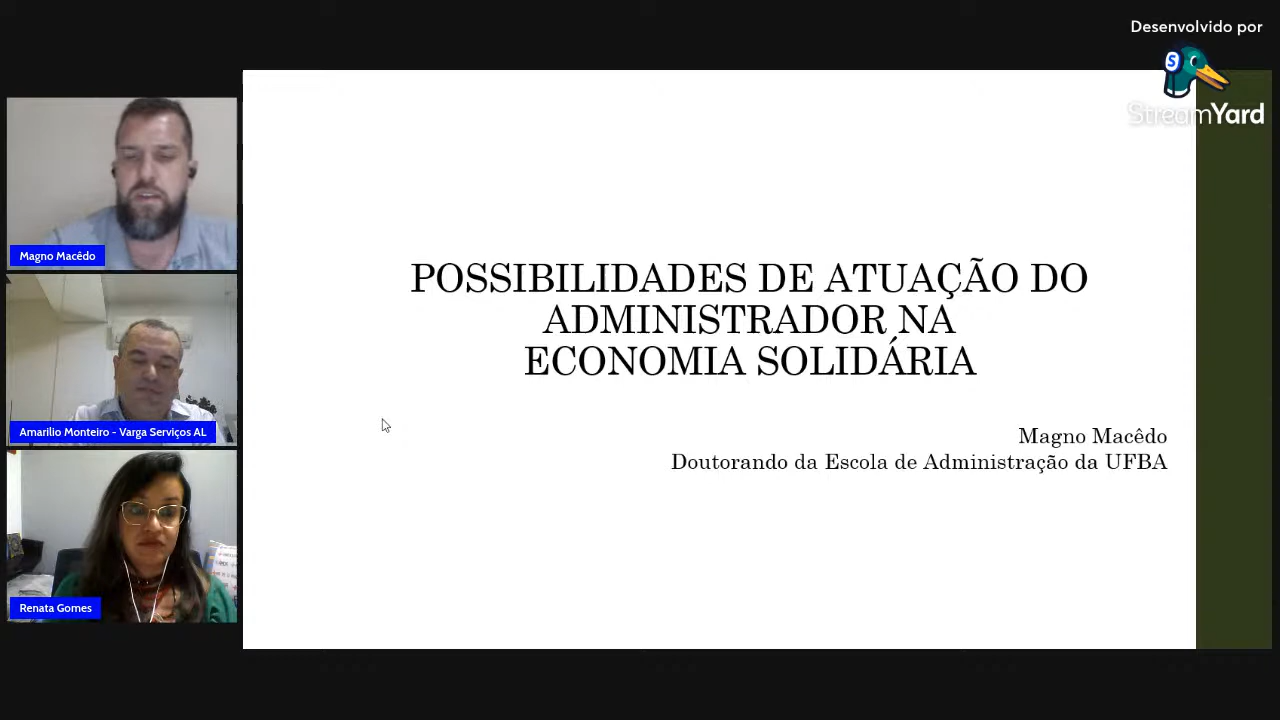 Desenvolvido por
S
StreamYard
Magno Macêdo
Amarilio Monteiro - Varga Serviços AL
Renata Gomes
POSSIBILIDADES DE ATUAÇÃO DO
ADMINISTRADOR NA
ECONOMIA SOLIDÁRIA
Magno Macêdo
Doutorando da Escola de Administração da UFBA